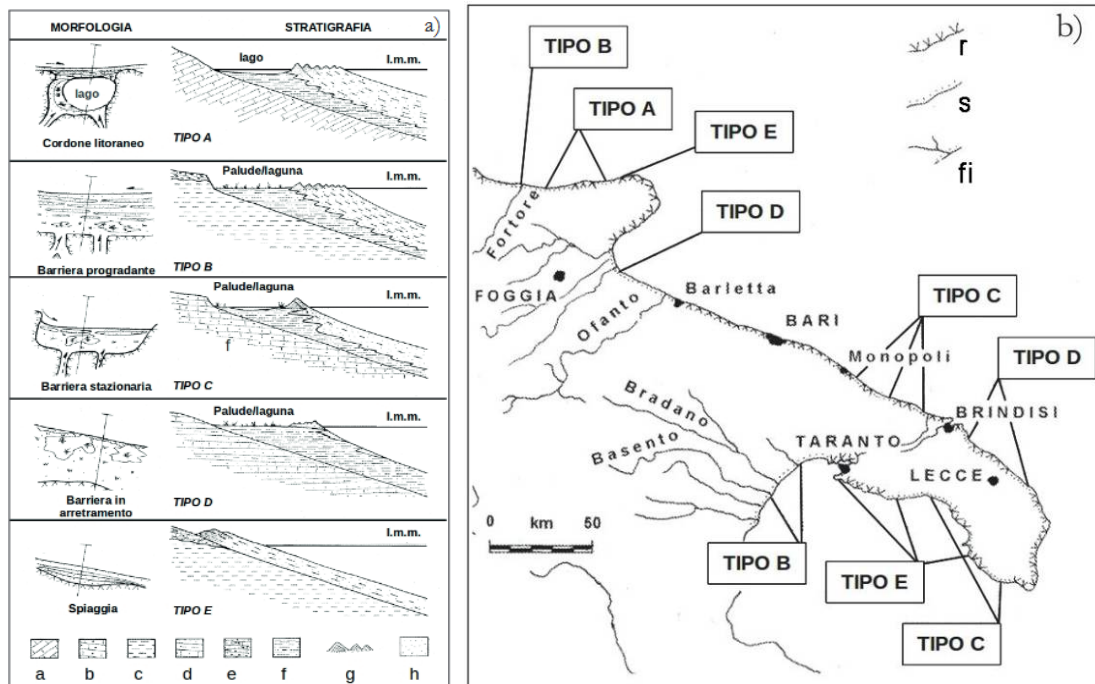 MORFOLOGIA
STRATIGRAFIA
a)
lago
l.m.m.
lago
Cordone litoraneo
TIPO A
Palude/laguna
l.m.m.
Barriera progradante
TIPO B
Palude/laguna
l.m.m.
f
Barriera stazionaria
TIPO C
Palude/laguna
l.m.m.
Barriera in
arretramento
TIPO D
l.m.m.
Spiaggia
TIPO E
a b c d e f g h
b)
TIPO B
r
TIPO A
s
TIPO E
fi
TIPO D
Fortore
FOGGIA
Ofanto
Barletta
BARI
TIPO C
Monopoli
TIPO D
Bradano
BRINDISI
Basento
TARANTO
LECCE
0 km 50
TIPO B
TIPO E
TIPO C